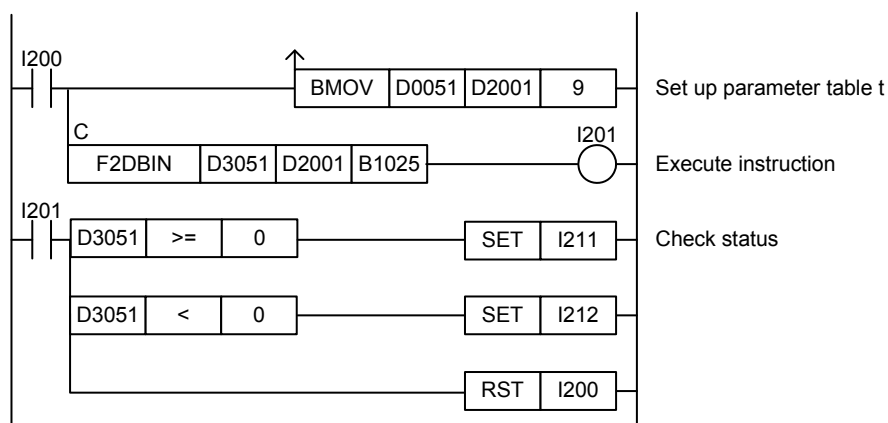 I200
BMOV D0051 D2001 9 Set up parameter table t
C I201
F2DBIN D3051 D2001 B1025 Execute instruction
I201
D3051 >= 0 SET I211 Check status
D3051 < 0 SET I212
RST I200